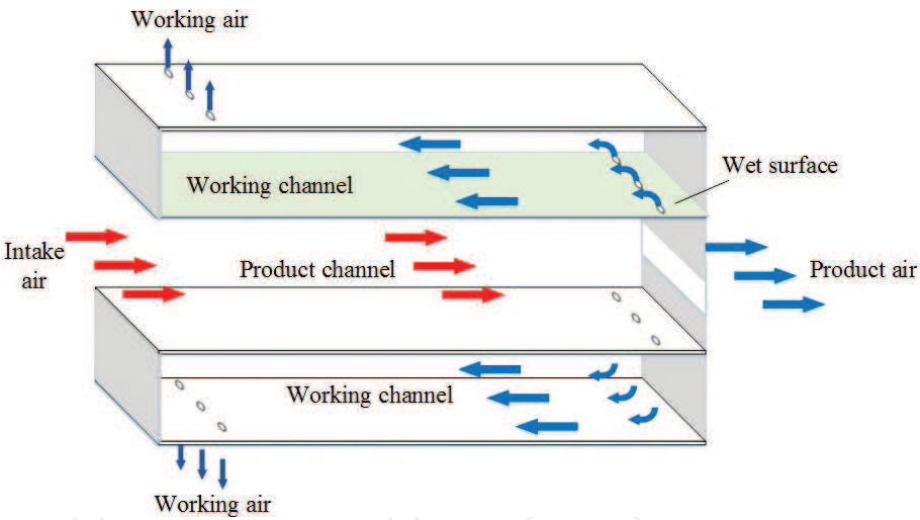 Working air
Wet surface
Working channel
Intake
air
Product channel
Product air
Working channel
Working air